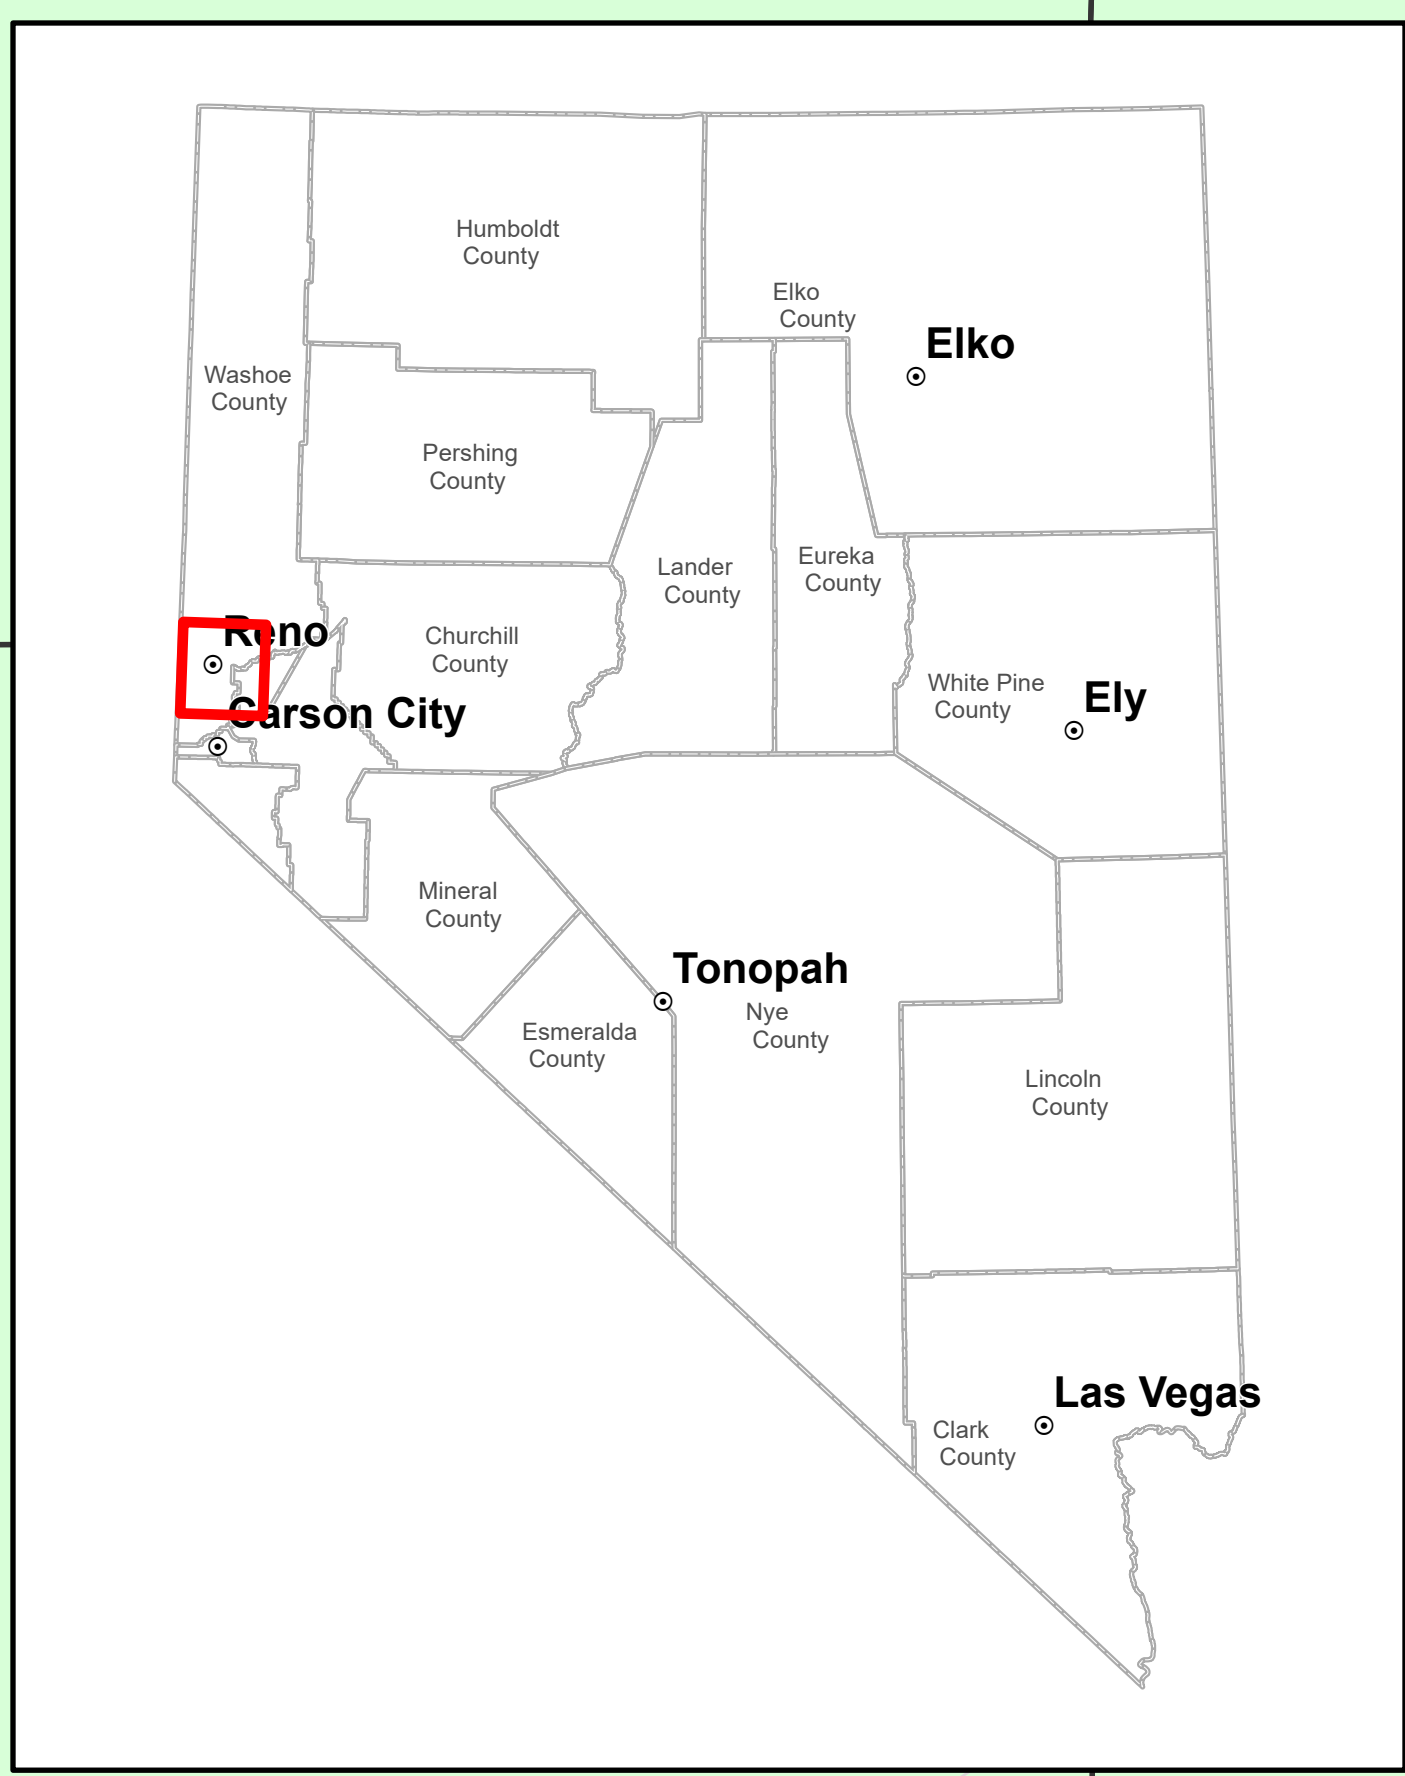 Humboldt
County
Elko
County
Elko
Washoe
County
Pershing
County
Lander
County
Eureka
County
Reno
Churchill
County
White Pine
County
Ely
Carson City
Mineral
County
Tonopah
Nye
County
Esmeralda
County
Lincoln
County
Las Vegas
Clark
County